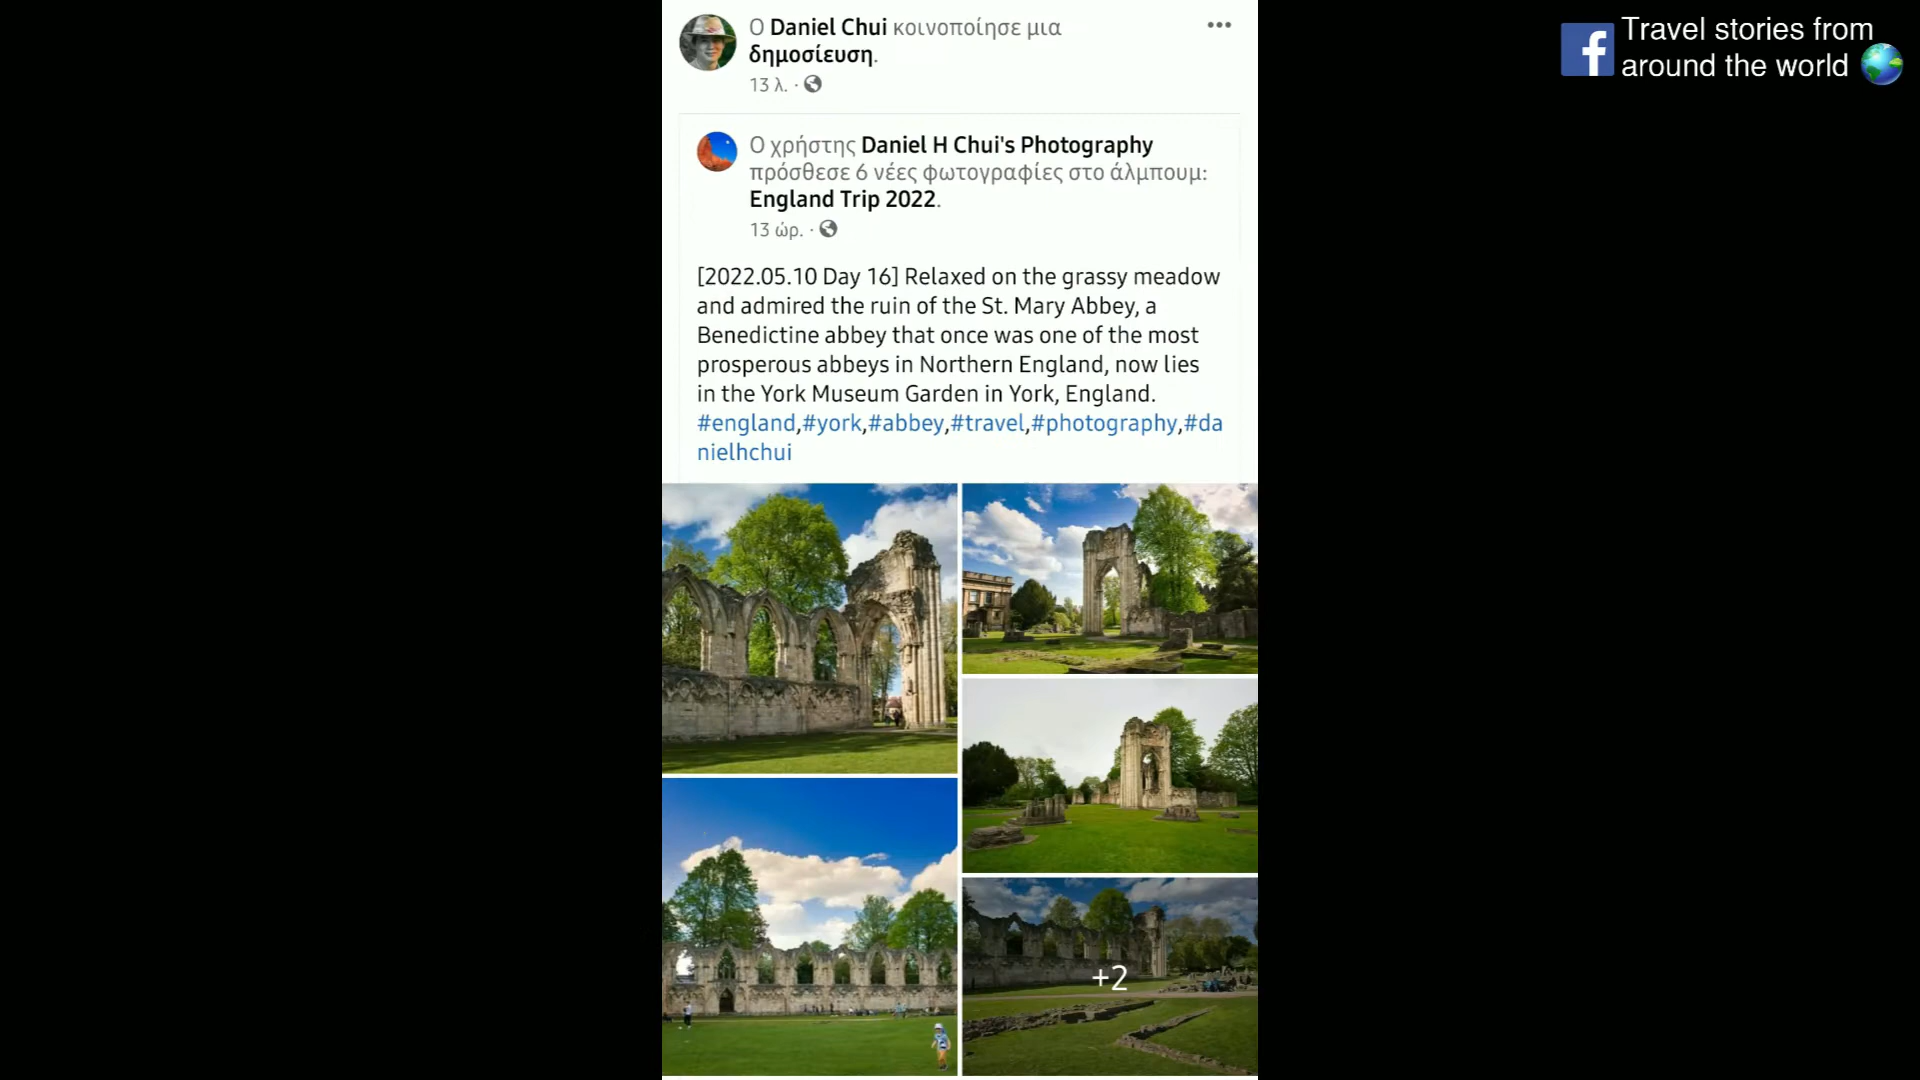 Ο Daniel Chui κοινοποίησε μια
δημοσίευση.
13 λ. ·
Ο χρήστης Daniel H Chui's Photography
πρόσθεσε 6 νέες φωτογραφίες στο άλμπουμ:
England Trip 2022.
13 ώρ. ·
[2022.05.10 Day 16] Relaxed on the grassy meadow
and admired the ruin of the St. Mary Abbey, a
Benedictine abbey that once was one of the most
prosperous abbeys in Northern England, now lies
in the York Museum Garden in York, England.
#england,#york,#abbey,#travel,#photography,#da
nielhchui
+2
Travel stories from
around the world